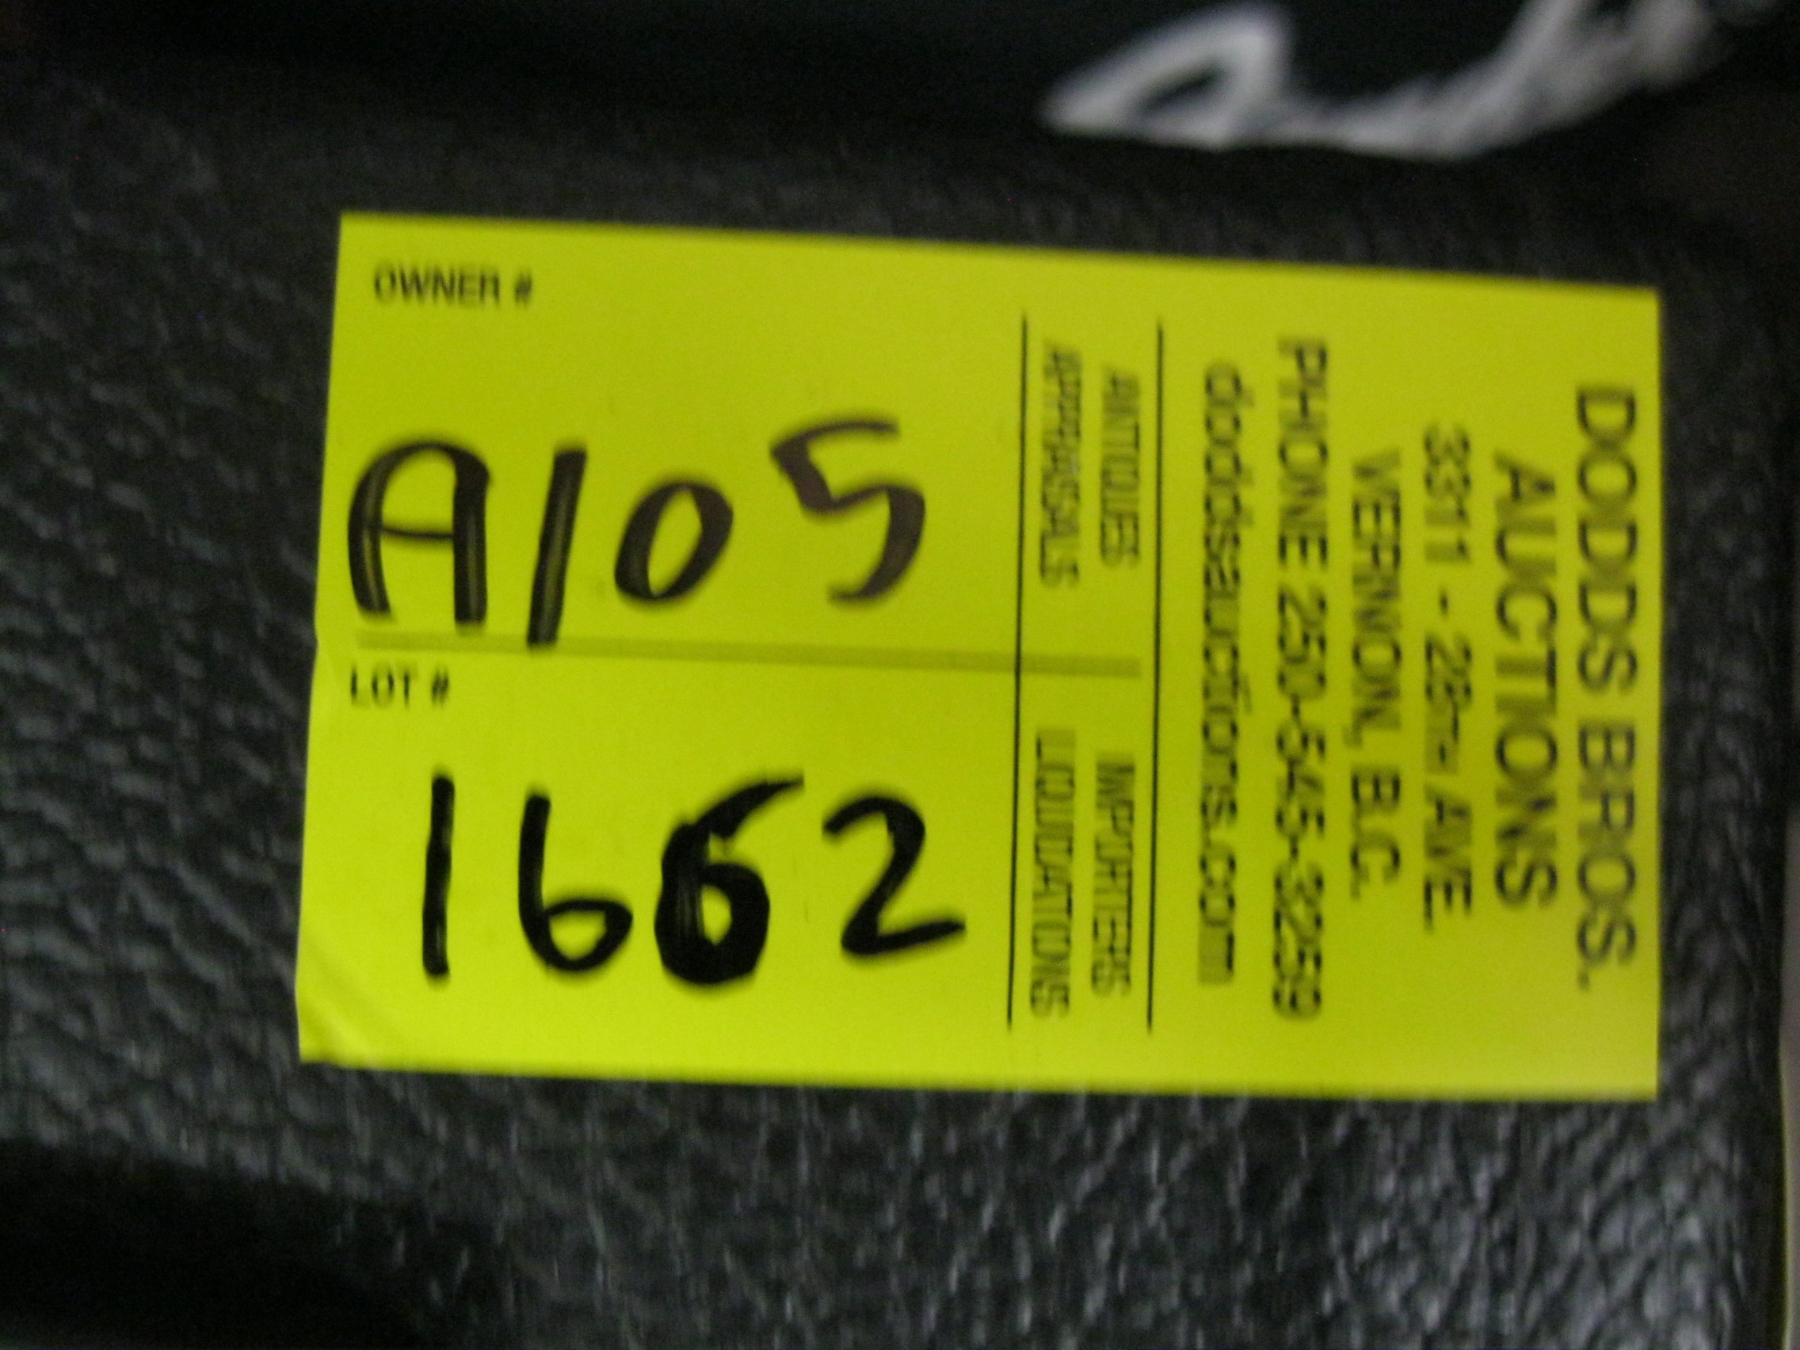 OWNER #
A105
LOT #
1662
DODDS BROS.
AUCTIONS
3311 - 28TH AVE.
VERNON, B.C.
PHONE 250-545-3259
doddsauctions.com
ANTIQUES IMPORTERS
APPRAISALS LIQUIDATIONS